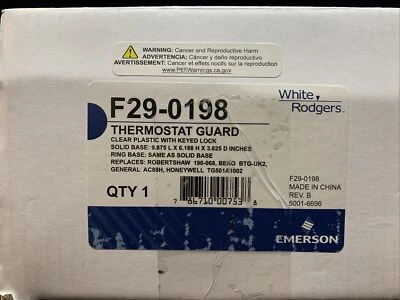 WARNING: Cancer and Reproductive Harm
ADVERTENCIA: Cáncer y Daño Reproductivo
Cancer et effets nocifs sur la reproduction
www.P65Warnings.ca.gov
F29-0198
White
Rodgers
THERMOSTAT GUARD
CLEAR PLASTIC WITH KEYED LOCK
SOLID BASE: 9.875 L X 6.188 H X 3.625 D INCHES
RING BASE: SAME AS SOLID BASE
REPLACES: ROBERTSHAW 190-068, BEKO BTG-UK2,
GENERAL AC89H, HONEYWELL TG501A1002
QTY 1
86710 00753
F29-0198
MADE IN CHINA
REV. B
5001-6696
EMERSON